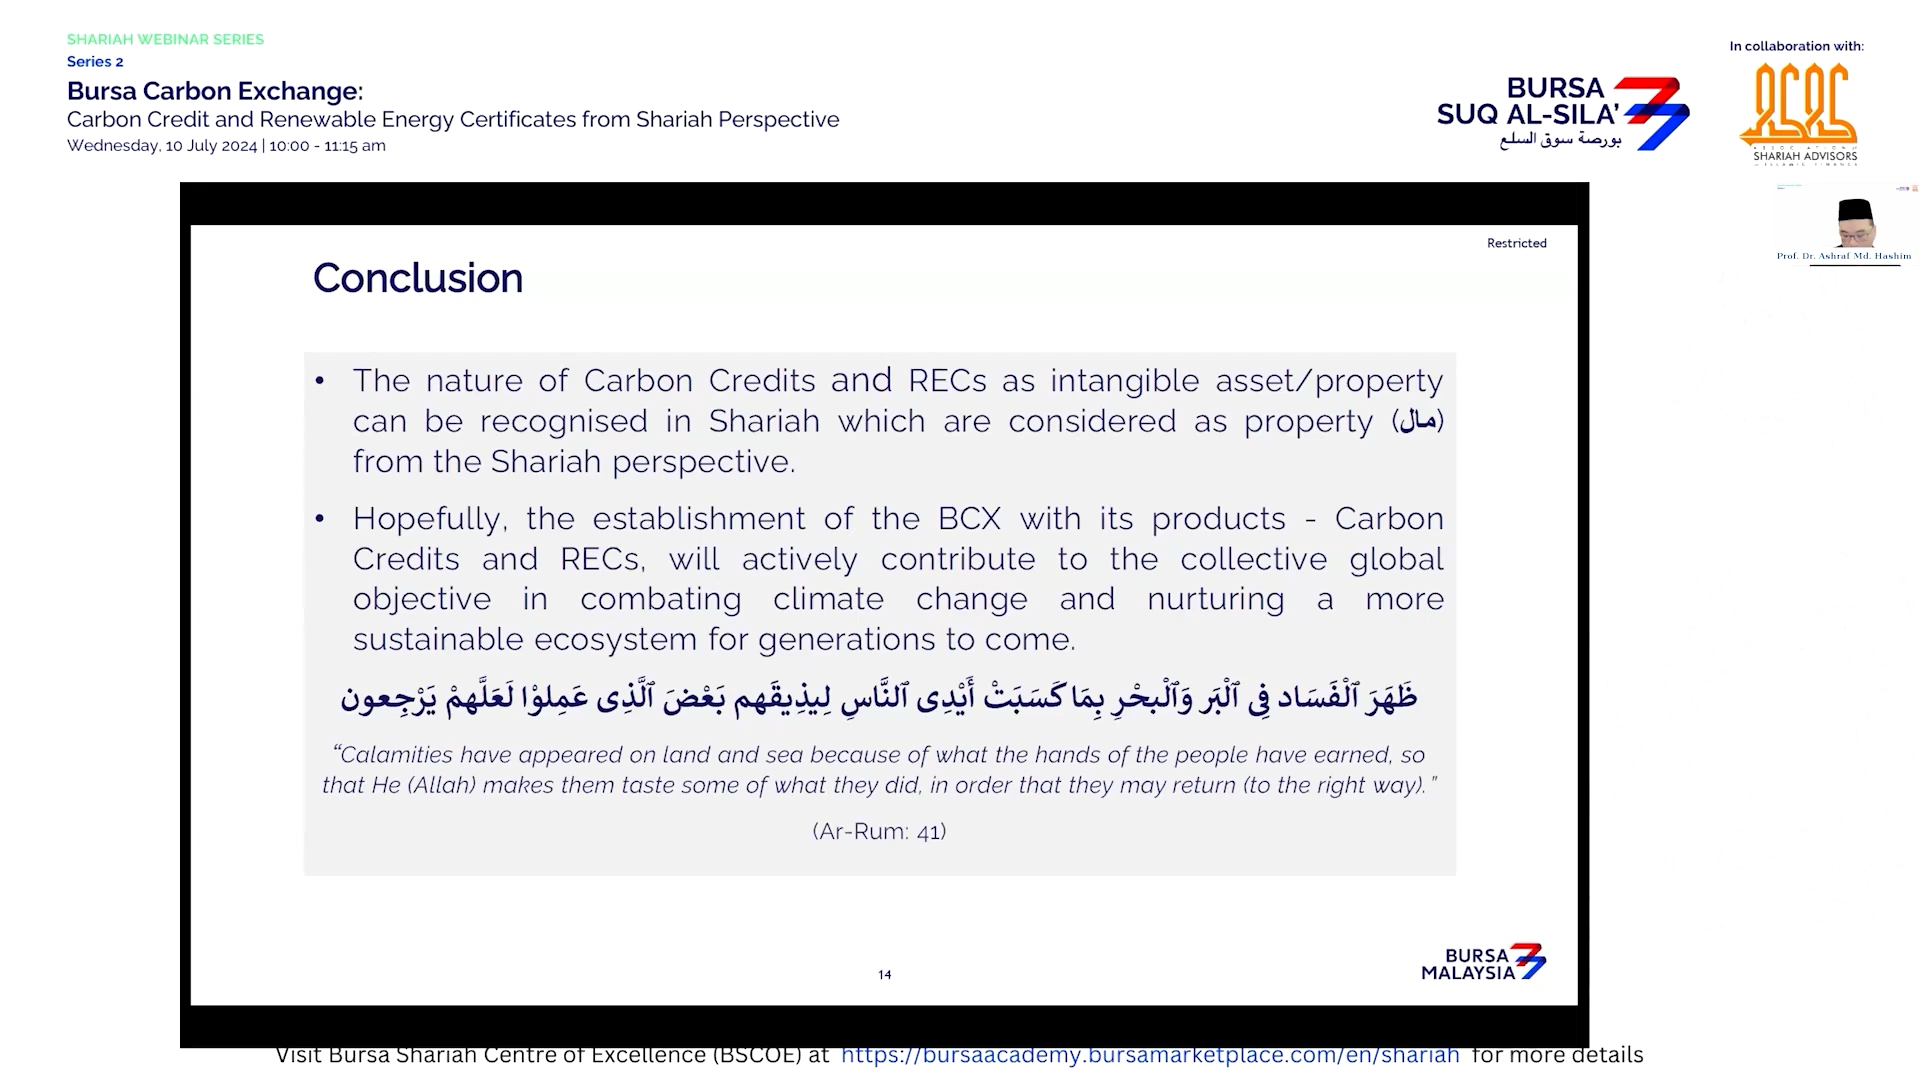 SHARIAH WEBINAR SERIES
Series 2
Bursa Carbon Exchange:
Carbon Credit and Renewable Energy Certificates from Shariah Perspective
Wednesday, 10 July 2024 | 10:00 - 11:15 am
BURSA
SUQ AL-SILA’
بورصة سوق السلع
In collaboration with:
SHARIAH ADVISORS
Prof. Dr. Ashraf Md. Hashim
Restricted
Conclusion
• The nature of Carbon Credits and RECs as intangible asset/property
can be recognised in Shariah which are considered as property (مال)
from the Shariah perspective.
• Hopefully, the establishment of the BCX with its products - Carbon
Credits and RECs, will actively contribute to the collective global
objective in combating climate change and nurturing a more
sustainable ecosystem for generations to come.
ظَهَرَ ٱلْفَسَاد فِى ٱلْبَر وَٱلْبحْرِ بِمَا كَسَبَتْ أَيْدِى ٱلنَّاسِ لِيذِيقَهم بَعْضَ ٱلَّذِى عَمِلوْا لَعَلَّهمْ يَرْجِعون
“Calamities have appeared on land and sea because of what the hands of the people have earned, so
that He (Allah) makes them taste some of what they did, in order that they may return (to the right way).”
(Ar-Rum: 41)
14
BURSA
MALAYSIA
Visit Bursa Shariah Centre of Excellence (BSCOE) at https://bursaacademy.bursamarketplace.com/en/shariah for more details